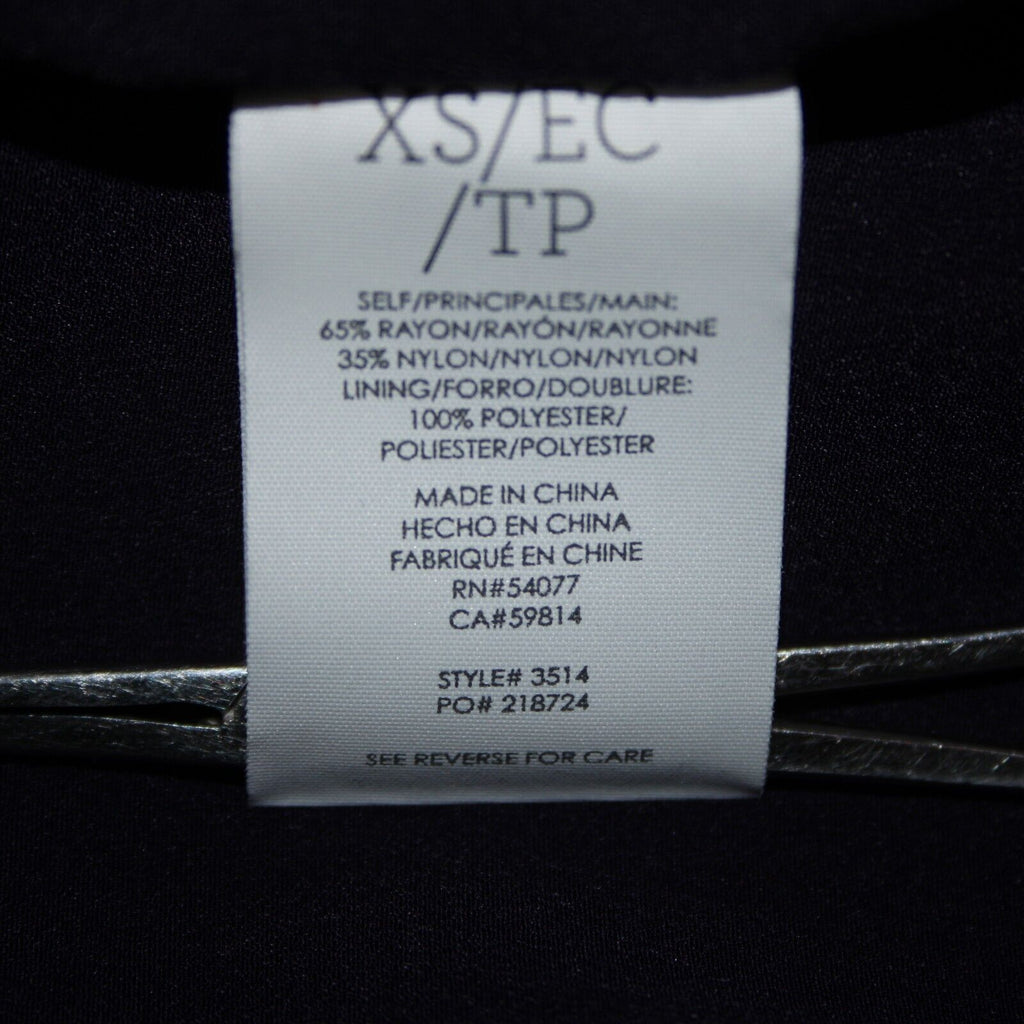 XS/EC
/TP
SELF/PRINCIPALES/MAIN:
65% RAYON/RAYÓN/RAYONNE
35% NYLON/NYLON/NYLON
LINING/FORRO/DOUBLURE:
100% POLYESTER/
POLIESTER/POLYESTER
MADE IN CHINA
HECHO EN CHINA
FABRIQUÉ EN CHINE
RN#54077
CA#59814
STYLE# 3514
PO# 218724
SEE REVERSE FOR CARE